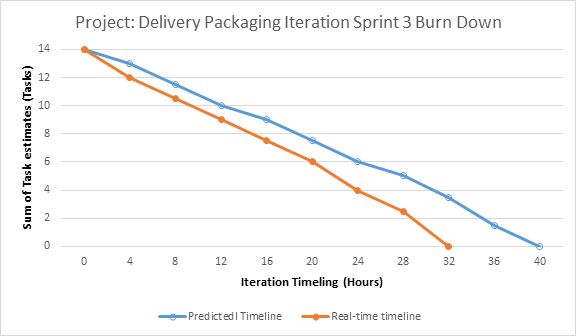 Project: Delivery Packaging Iteration Sprint 3 Burn Down
14
12
10
8
6
4
2
0
Sum of Task estimates (Tasks)
0 4 8 12 16 20 24 28 32 36 40
Iteration Timeling (Hours)
Predictedl Timeline Real-time timeline